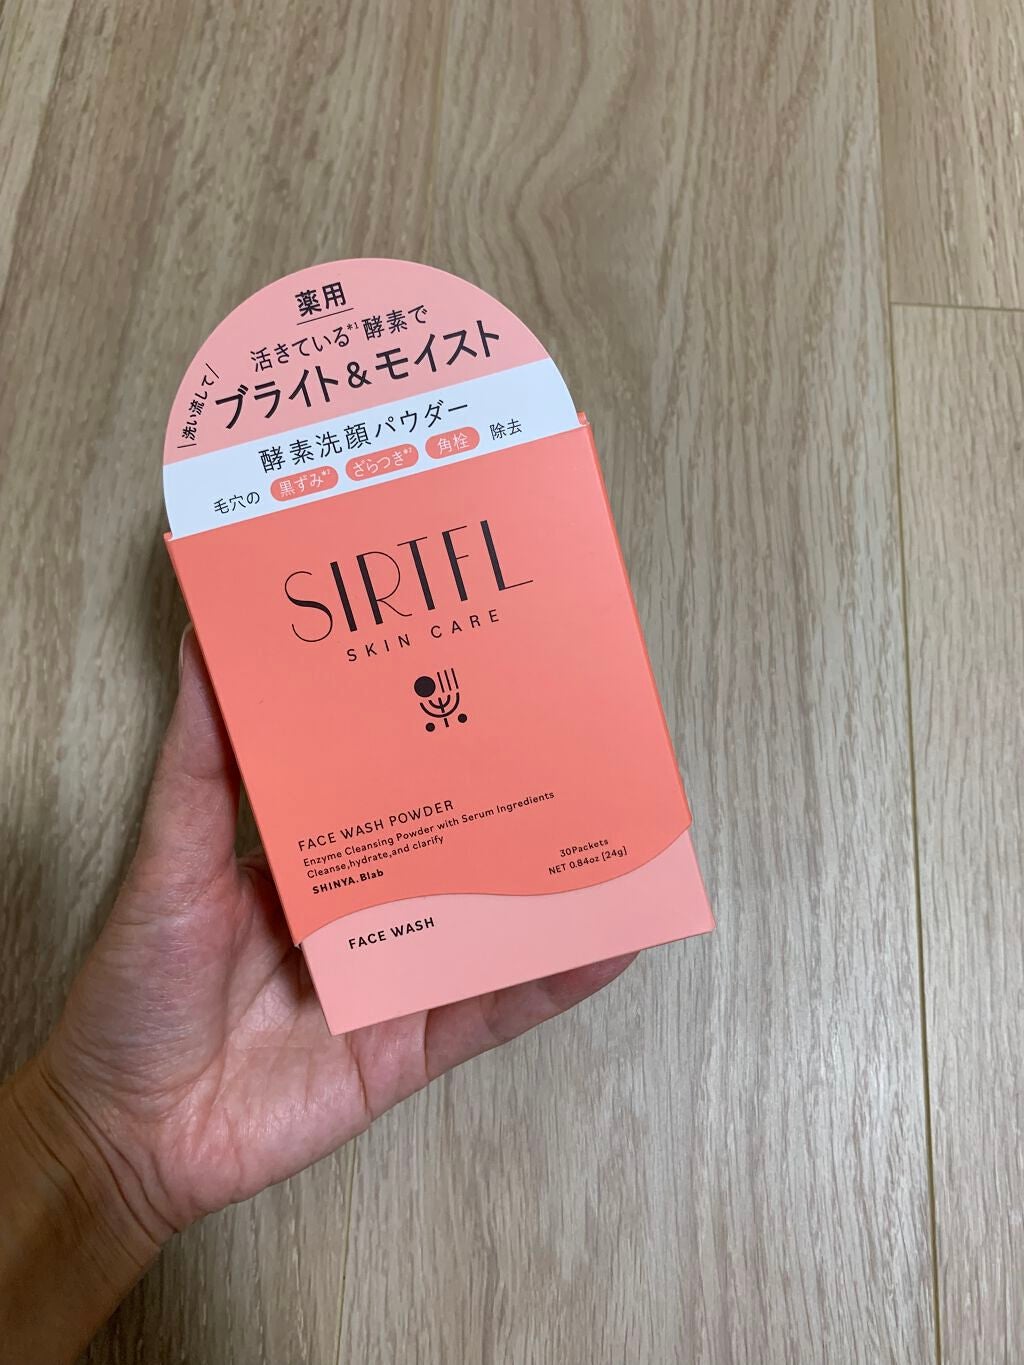 薬用
活きている*1酵素で
洗い流して
ブライト&モイスト
酵素洗顔パウダー
毛穴の 黒ずみ*2 ざらつき*2 角栓 除去
SIRTFL
SKIN CARE
FACE WASH POWDER
Enzyme Cleansing Powder with Serum Ingredients
Cleanse,hydrate,and clarify
SHINYA.Blab
30Packets
NET 0.84oz [24g]
FACE WASH